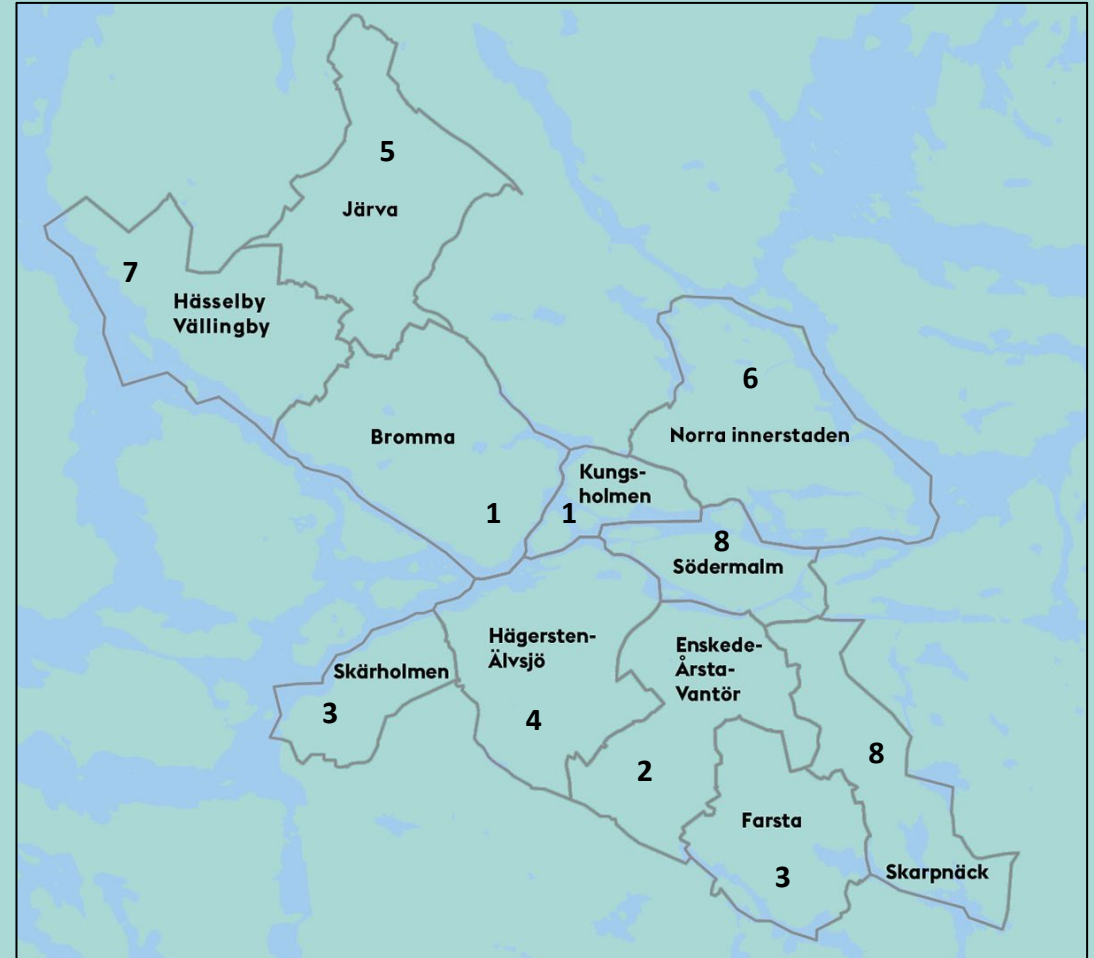 5
Järva
7
Hässelby
Vällingby
6
Bromma
Norra innerstaden
Kungs-
holmen
1
1
8
Södermalm
Hägersten-
Älvsjö
Enskede-
Årsta-
Vantör
Skärholmen
3
4
2
8
Farsta
3
Skarpnäck